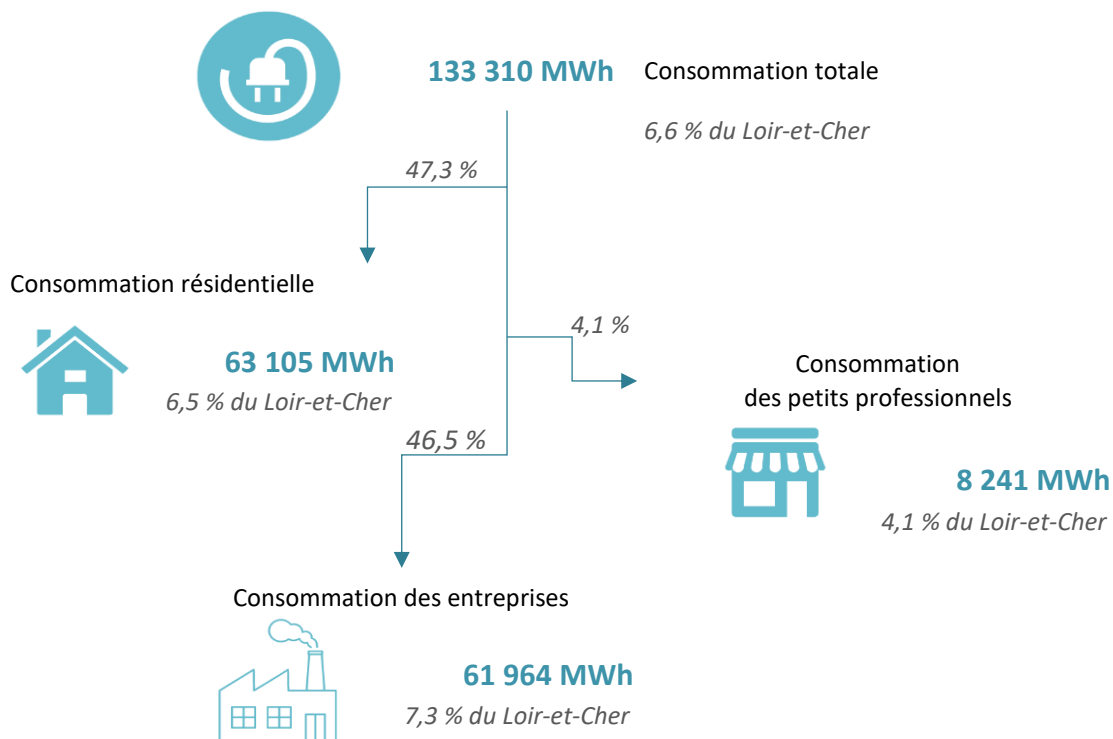 133 310 MWh Consommation totale
6,6 % du Loir-et-Cher
47,3 %
Consommation résidentielle
63 105 MWh
6,5 % du Loir-et-Cher
4,1 %
Consommation
des petits professionnels
8 241 MWh
4,1 % du Loir-et-Cher
46,5 %
Consommation des entreprises
61 964 MWh
7,3 % du Loir-et-Cher